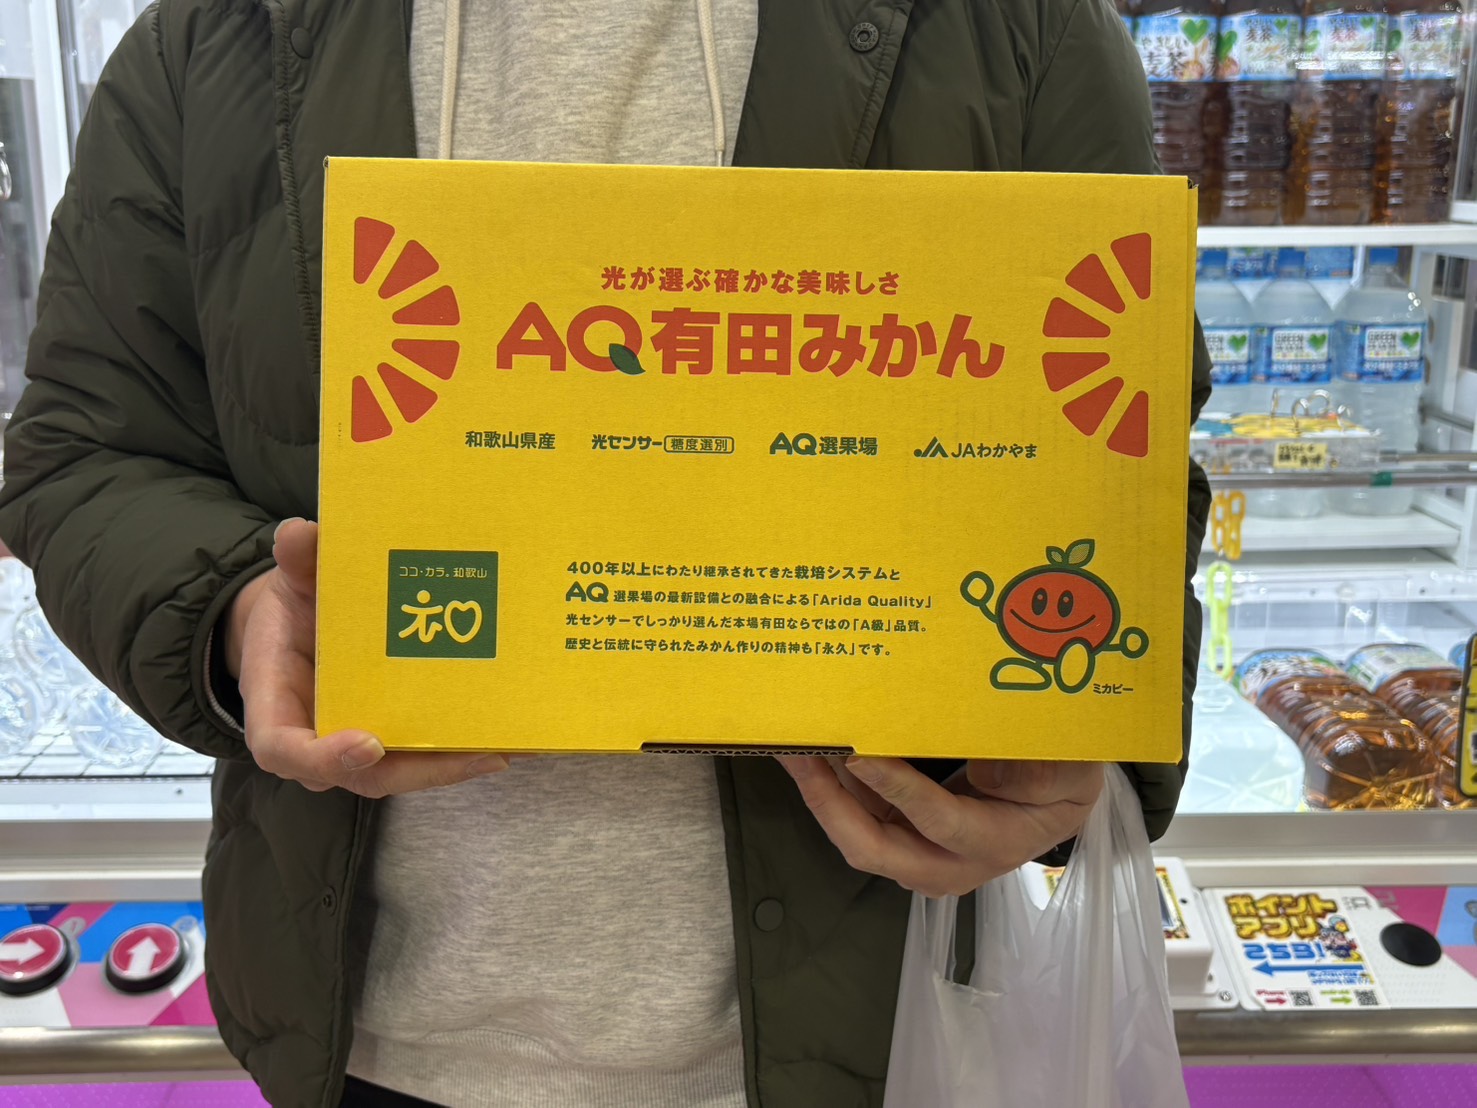 光が選ぶ確かな美味しさ
AQ有田みかん
和歌山県産
光センサー 糖度選別
AQ選果場
JAわかやま
ココ・カラ。和歌山
和
400年以上にわたり継承されてきた栽培システムと
AQ 選果場の最新設備との融合による「Arida Quality」
光センサーでしっかり選んだ本場有田ならではの「A級」品質。
歴史と伝統に守られたみかん作りの精神も「永久」です。
ミカピー
麦茶
GREEN
ポイント
アプリ